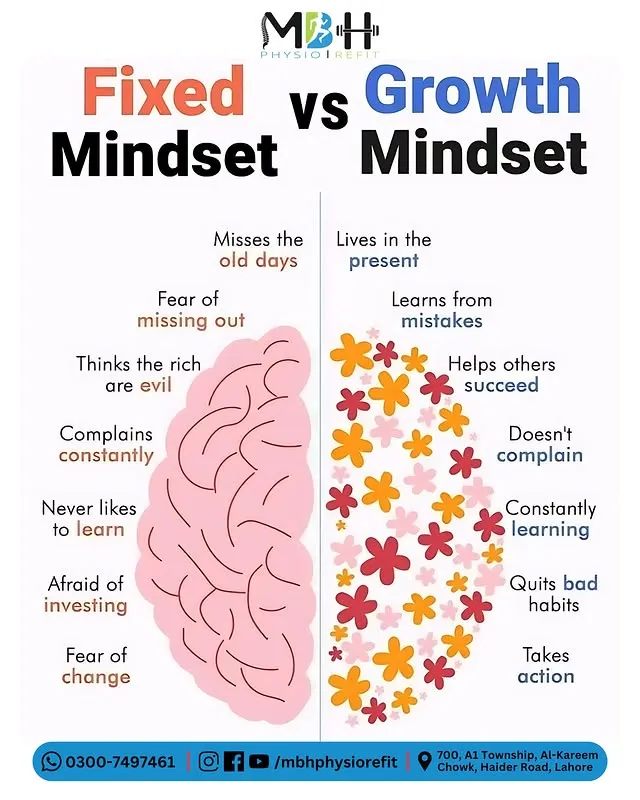 MBH
PHYSIO | REFIT
Fixed
Mindset
vs
Growth
Mindset
Misses the
old days
Fear of
missing out
Thinks the rich
are evil
Complains
constantly
Never likes
to learn
Afraid of
investing
Fear of
change
Lives in the
present
Learns from
mistakes
Helps others
succeed
Doesn't
complain
Constantly
learning
Quits bad
habits
Takes
action
0300-7497461
/mbhphysiorefit
700, A1 Township, Al-Kareem
Chowk, Haider Road, Lahore